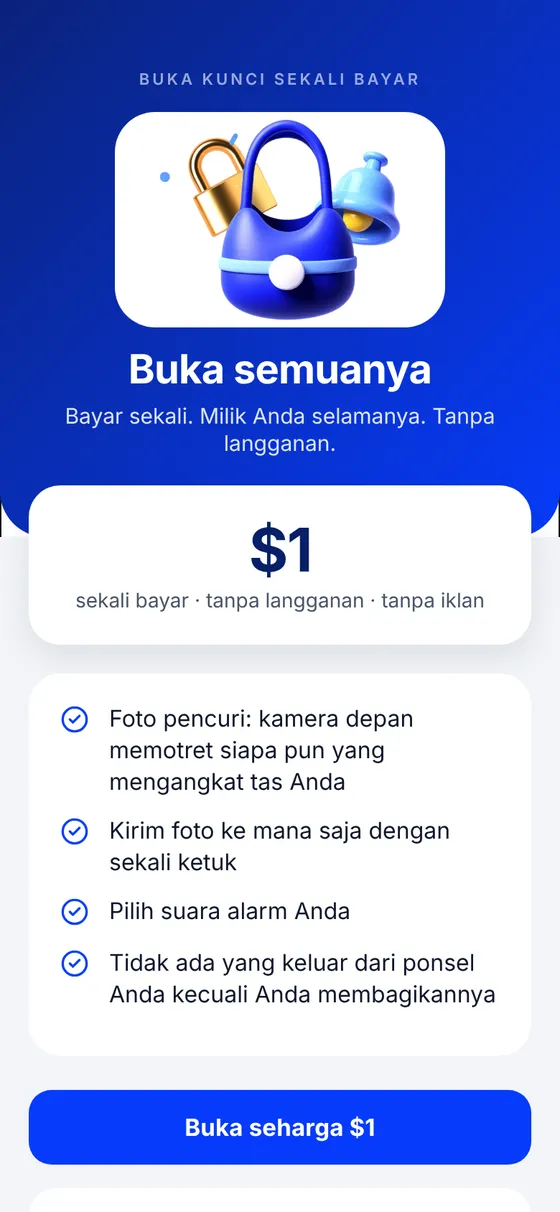 BUKA KUNCI SEKALI BAYAR
Buka semuanya
Bayar sekali. Milik Anda selamanya. Tanpa
langganan.
$1
sekali bayar · tanpa langganan · tanpa iklan
Foto pencuri: kamera depan
memotret siapa pun yang
mengangkat tas Anda
Kirim foto ke mana saja dengan
sekali ketuk
Pilih suara alarm Anda
Tidak ada yang keluar dari ponsel
Anda kecuali Anda membagikannya
Buka seharga $1